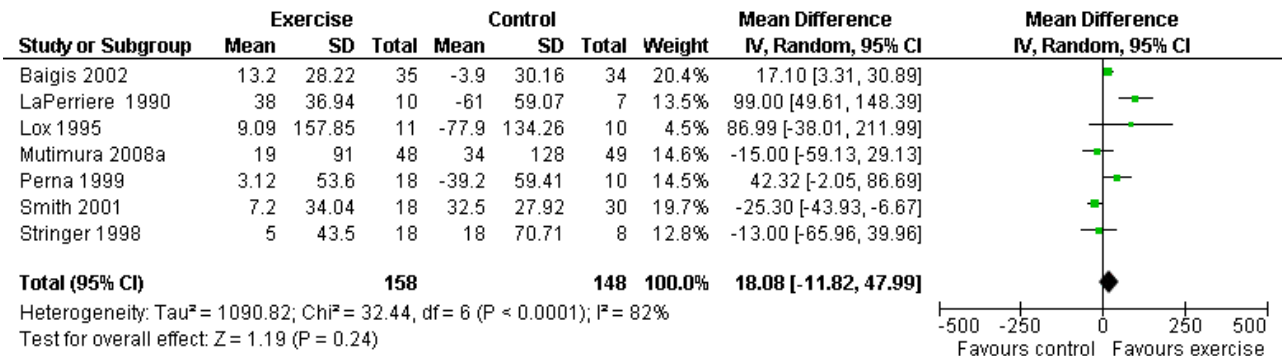 Exercise Control Mean Difference Mean Difference
Study or Subgroup Mean SD Total Mean SD Total Weight IV, Random, 95% CI IV, Random, 95% CI
Baigis 2002 13.2 28.22 35 -3.9 30.16 34 20.4% 17.10 [3.31, 30.89]
LaPerriere 1990 38 36.94 10 -61 59.07 7 13.5% 99.00 [49.61, 148.39]
Lox 1995 9.09 157.85 11 -77.9 134.26 10 4.5% 86.99 [-38.01, 211.99]
Mutimura 2008a 19 91 48 34 128 49 14.6% -15.00 [-59.13, 29.13]
Perna 1999 3.12 53.6 18 -39.2 59.41 10 14.5% 42.32 [-2.05, 86.69]
Smith 2001 7.2 34.04 18 32.5 27.92 30 19.7% -25.30 [-43.93, -6.67]
Stringer 1998 5 43.5 18 18 70.71 8 12.8% -13.00 [-65.96, 39.96]
Total (95% CI) 158 148 100.0% 18.08 [-11.82, 47.99]
Heterogeneity: Tau² = 1090.82; Chi² = 32.44, df = 6 (P < 0.0001); I² = 82%
Test for overall effect: Z = 1.19 (P = 0.24)
-500 -250 0 250 500
Favours control Favours exercise